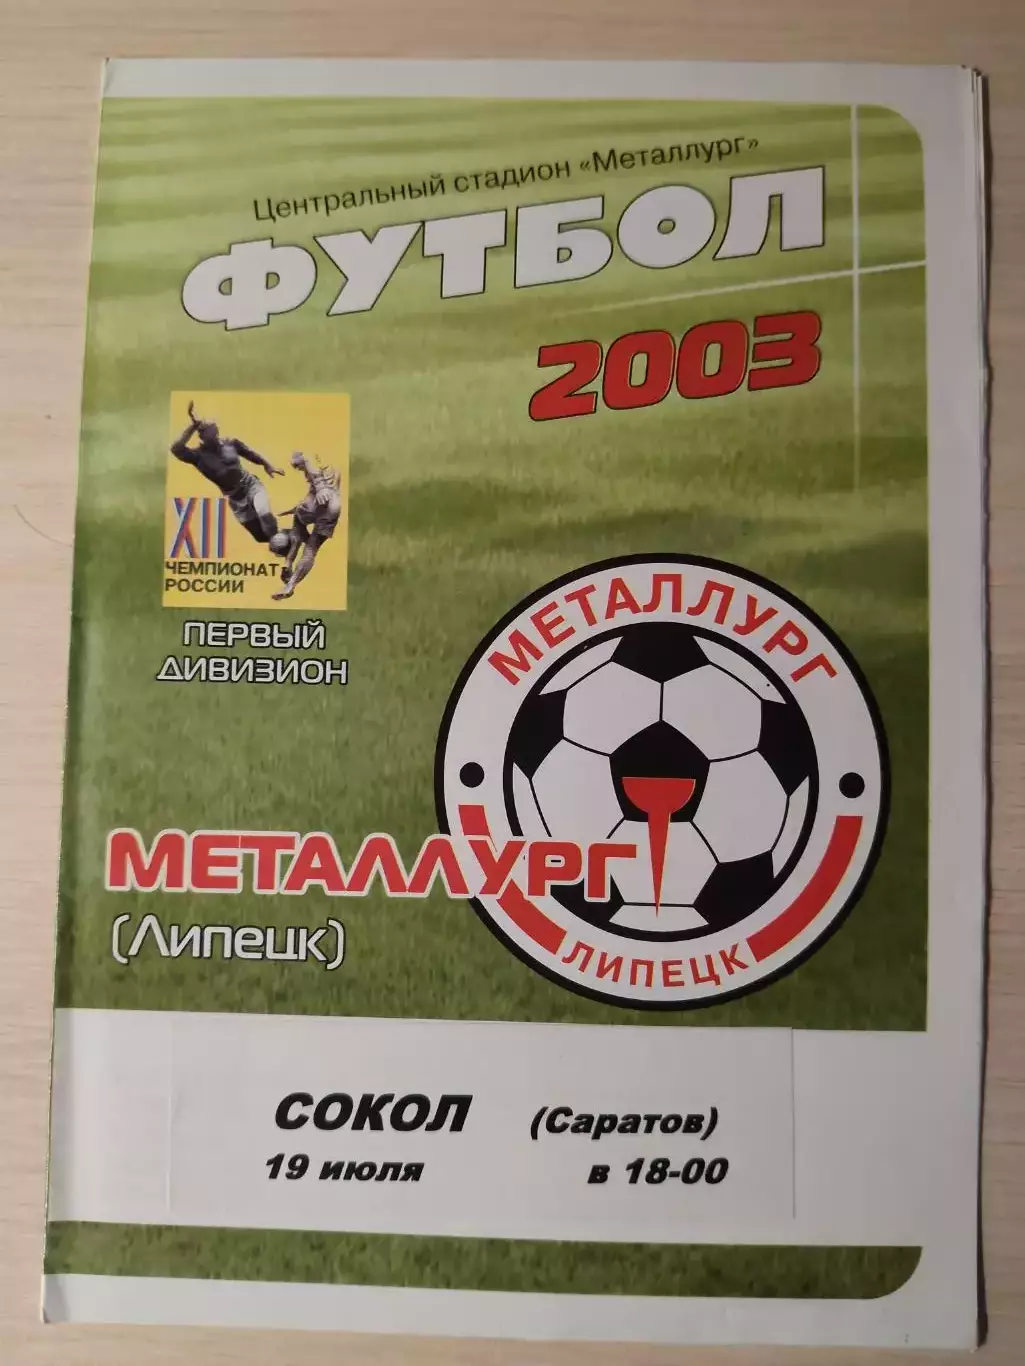 Центральный стадион «Металлург»
ФУТБОЛ
2003
XII
ЧЕМПИОНАТ
РОССИИ
ПЕРВЫЙ
ДИВИЗИОН
МЕТАЛЛУРГ
ЛИПЕЦК
МЕТАЛЛУРГ
(Липецк)
СОКОЛ (Саратов)
19 июля в 18-00